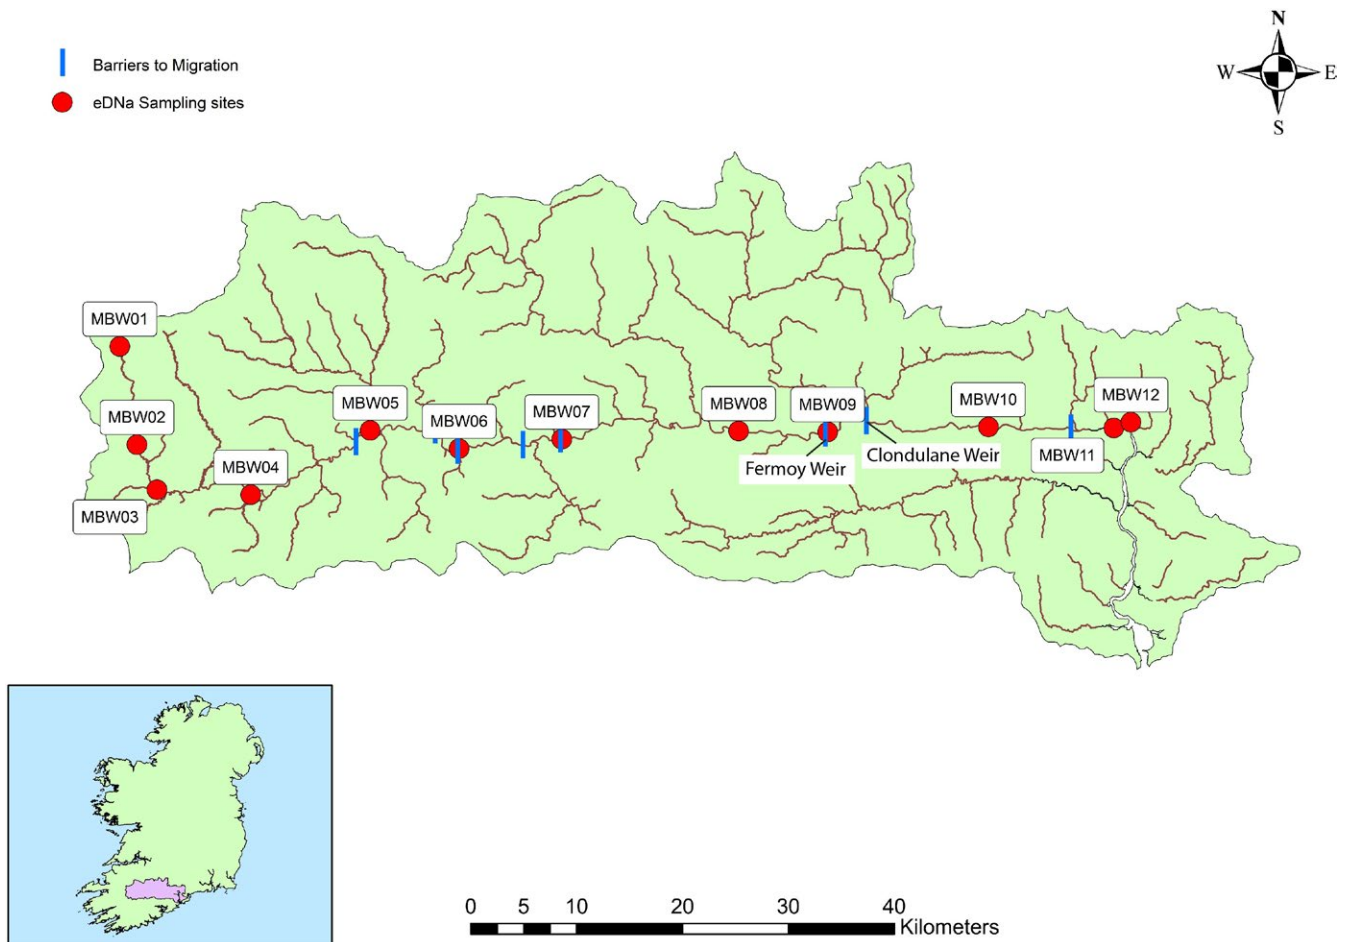 N
W E
S
Barriers to Migration
eDNa Sampling sites
MBW01
MBW02
MBW03
MBW04
MBW05
MBW06
MBW07
MBW08
MBW09
MBW10
MBW11
MBW12
Fermoy Weir
Clondulane Weir
0 5 10 20 30 40
Kilometers